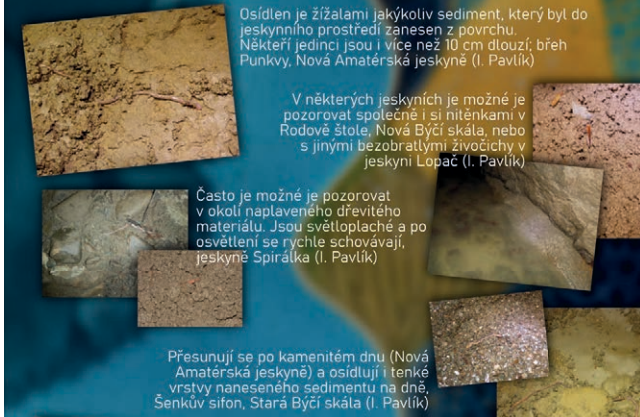 Osídlen je žížalami jakýkoliv sediment, který byl do
jeskynního prostředí zanesen z povrchu.
Někteří jedinci jsou i více než 10 cm dlouzí; břeh
Punkvy, Nová Amatérská jeskyně (I. Pavlík)
V některých jeskyních je možné je
pozorovat společně i si nitěnkami v
Rodově štole, Nová Býčí skála, nebo
s jinými bezobratlými živočichy v
jeskyni Lopač (I. Pavlík)
Často je možné je pozorovat
v okolí naplaveného dřevitého
materiálu. Jsou světloplaché a po
osvětlení se rychle schovávají,
jeskyně Spirálka (I. Pavlík)
Přesunují se po kamenitém dnu (Nová
Amatérská jeskyně) a osídlují i tenké
vrstvy naneseného sedimentu na dně,
Šenkův sifon, Stará Býčí skála (I. Pavlík)